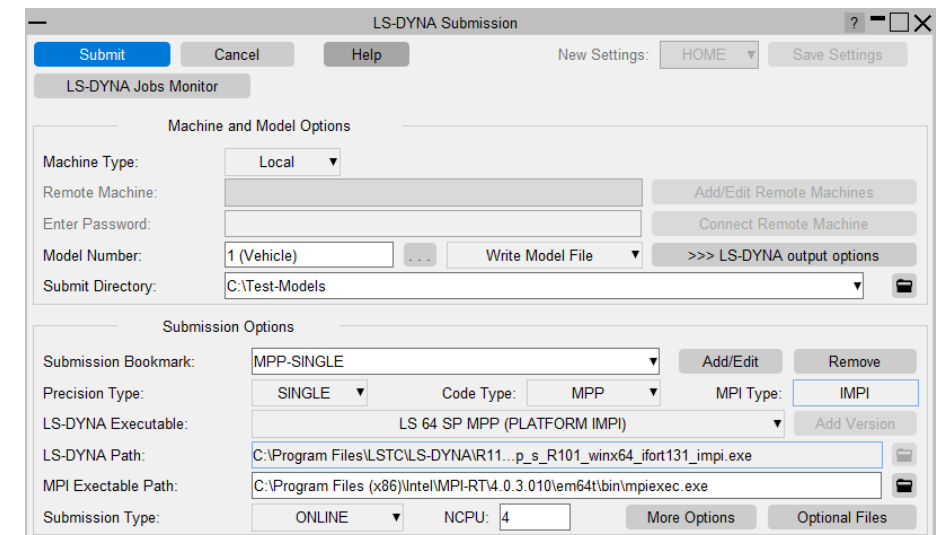 LS-DYNA Submission ?
Submit Cancel Help New Settings: HOME Save Settings
LS-DYNA Jobs Monitor
Machine and Model Options
Machine Type: Local
Remote Machine: Add/Edit Remote Machines
Enter Password: Connect Remote Machine
Model Number: 1 (Vehicle) ... Write Model File >>> LS-DYNA output options
Submit Directory: C:\Test-Models
Submission Options
Submission Bookmark: MPP-SINGLE Add/Edit Remove
Precision Type: SINGLE Code Type: MPP MPI Type: IMPI
LS-DYNA Executable: LS 64 SP MPP (PLATFORM IMPI) Add Version
LS-DYNA Path: C:\Program Files\LSTC\LS-DYNA\R11...p_s_R101_winx64_ifort131_impi.exe
MPI Exectable Path: C:\Program Files (x86)\Intel\MPI-RT\4.0.3.010\em64t\bin\mpiexec.exe
Submission Type: ONLINE NCPU: 4 More Options Optional Files